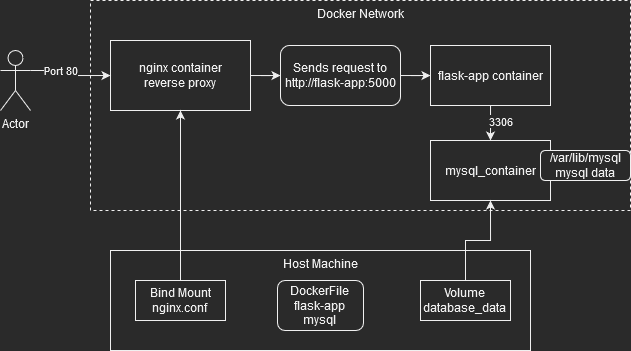 Docker Network
Port 80
Actor
nginx container
reverse proxy
Sends request to
http://flask-app:5000
flask-app container
3306
mysql_container
/var/lib/mysql
mysql data
Host Machine
Bind Mount
nginx.conf
DockerFile
flask-app
mysql
Volume
database_data